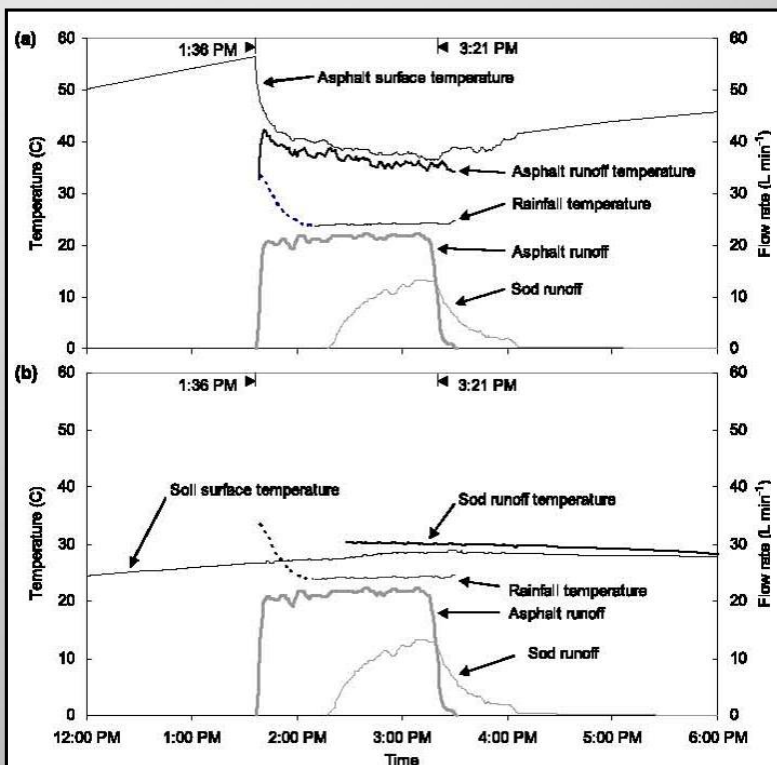 (a)
60
50
40
30
20
10
0
Temperature (C)
1:36 PM
3:21 PM
Asphalt surface temperature
Asphalt runoff temperature
Rainfall temperature
Asphalt runoff
Sod runoff
60
50
40
30
20
10
0
Flow rate (L min⁻¹)
(b)
60
50
40
30
20
10
0
Temperature (C)
1:36 PM
3:21 PM
Soil surface temperature
Sod runoff temperature
Rainfall temperature
Asphalt runoff
Sod runoff
60
50
40
30
20
10
0
Flow rate (L min⁻¹)
12:00 PM 1:00 PM 2:00 PM 3:00 PM 4:00 PM 5:00 PM 6:00 PM
Time